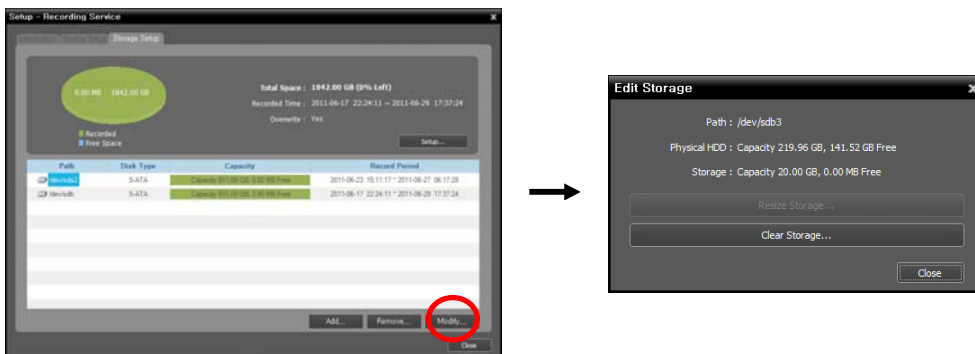 Setup - Recording Service
x
Storage Setup
0.00 MB 1842.00 GB
Recorded
Free Space
Total Space : 1842.00 GB (0% Left)
Recorded Time : 2011-06-17 22:24:11 ~ 2011-06-29 17:37:24
Overwrite : Yes
Setup...
Path Disk Type Capacity Record Period
S-ATA 2011-06-23 15:11:17 ~ 2011-06-27 06:17:28
/dev/sdb S-ATA 2011-06-17 22:24:11 ~ 2011-06-29 17:37:24
Add... Remove... Modify...
Close
Edit Storage
x
Path : /dev/sdb3
Physical HDD : Capacity 219.96 GB, 141.52 GB Free
Storage : Capacity 20.00 GB, 0.00 MB Free
Resize Storage...
Clear Storage...
Close